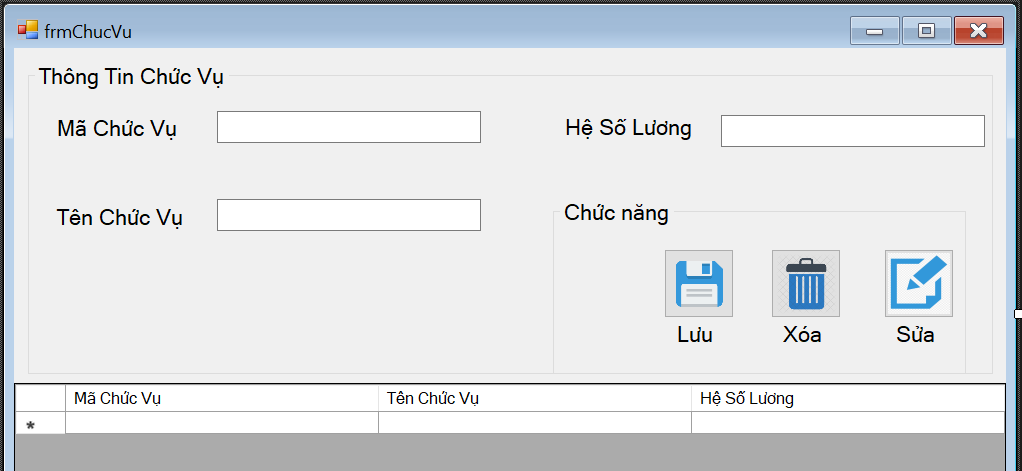 frmChucVu
Thông Tin Chức Vụ
Mã Chức Vụ
Hệ Số Lương
Tên Chức Vụ
Chức năng
Lưu Xóa Sửa
Mã Chức Vụ Tên Chức Vụ Hệ Số Lương
*